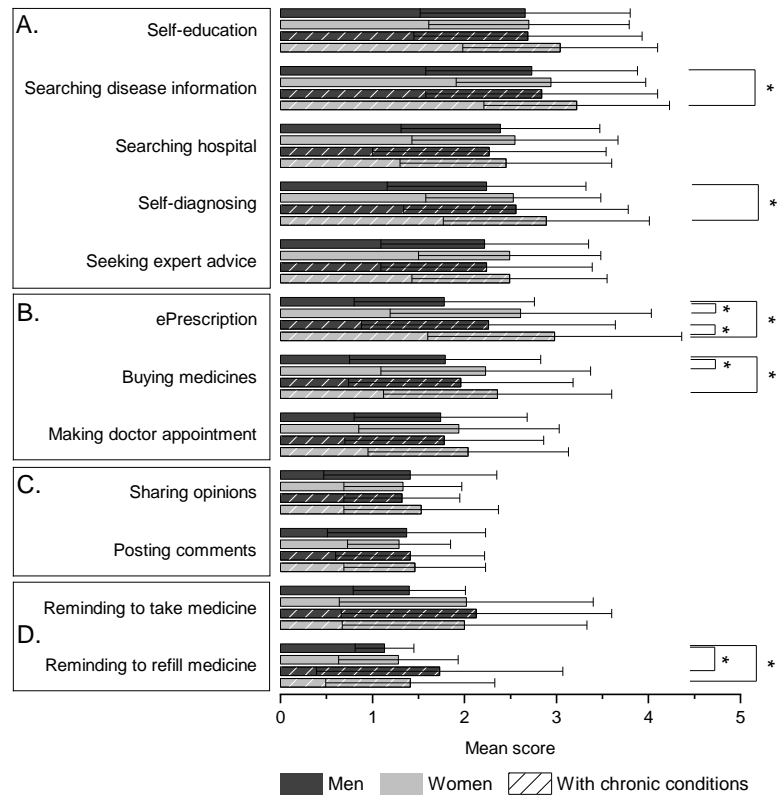 A.
Self-education
Searching disease information
*
Searching hospital
Self-diagnosing
*
Seeking expert advice
B.
ePrescription
*
*
*
Buying medicines
*
*
Making doctor appointment
C.
Sharing opinions
Posting comments
Reminding to take medicine
D.
Reminding to refill medicine
*
*
0 1 2 3 4 5
Mean score
Men Women With chronic conditions